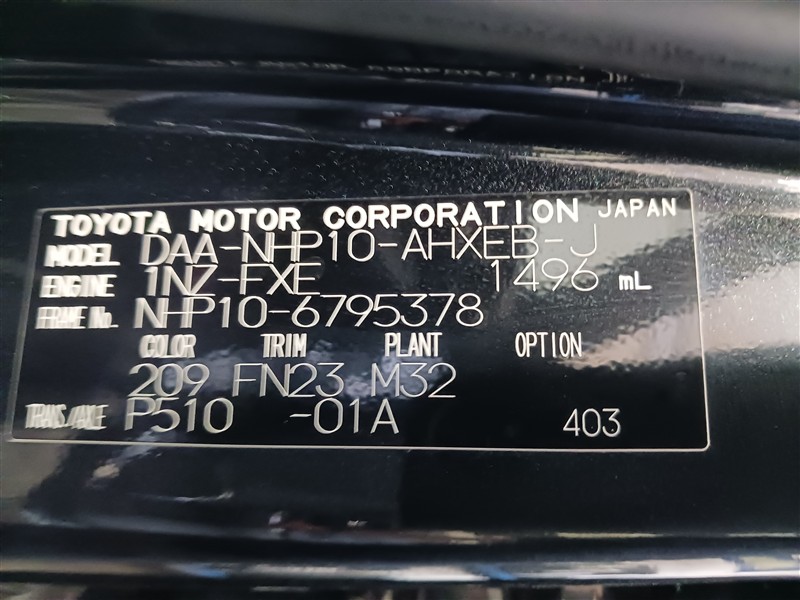 TOYOTA MOTOR CORPORATION JAPAN
MODEL DAA-NHP10-AHXEB-J
ENGINE 1NZ-FXE 1496 mL
FRAME No. NHP10-6795378
COLOR TRIM PLANT OPTION
209 FN23 M32
TRANS/AXLE P510 -01A 403